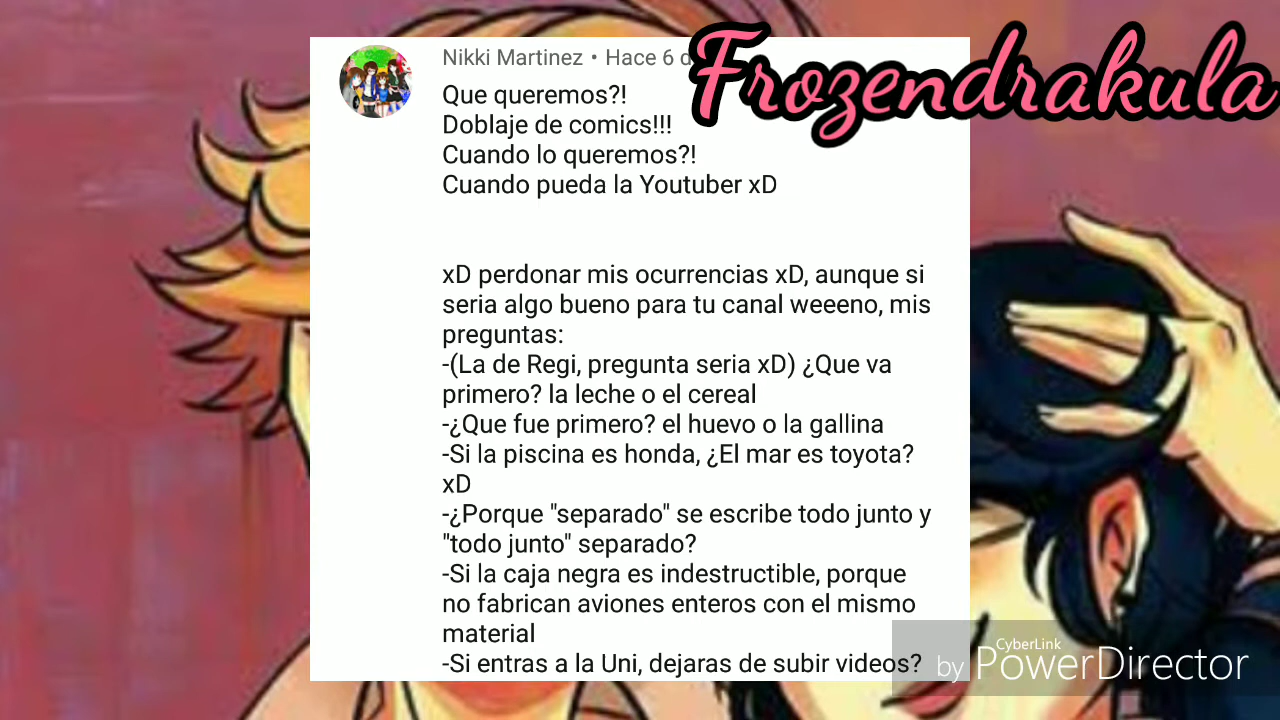 Frozendrakula
Nikki Martinez • Hace 6 d
Que queremos?!
Doblaje de comics!!!
Cuando lo queremos?!
Cuando pueda la Youtuber xD
xD perdonar mis ocurrencias xD, aunque si
seria algo bueno para tu canal weeeno, mis
preguntas:
-(La de Regi, pregunta seria xD) ¿Que va
primero? la leche o el cereal
-¿Que fue primero? el huevo o la gallina
-Si la piscina es honda, ¿El mar es toyota?
xD
-¿Porque "separado" se escribe todo junto y
"todo junto" separado?
-Si la caja negra es indestructible, porque
no fabrican aviones enteros con el mismo
material
-Si entras a la Uni, dejaras de subir videos?
by CyberLink PowerDirector